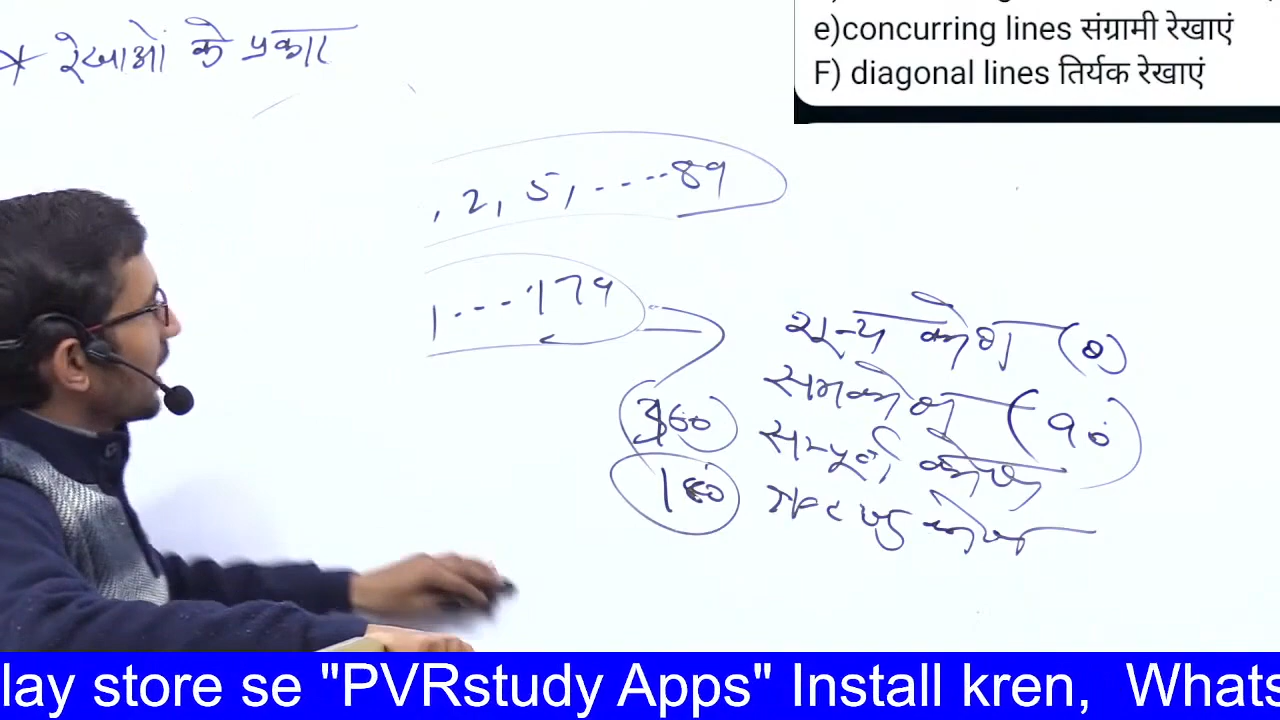 * रेखाओं के प्रकार
e)concurring lines संग्रामी रेखाएं
F) diagonal lines तिर्यक रेखाएं
, 2, 5, ....89
1...179
शून्य कोण (0)
360 समकोण (90
180 सम्पूर्ण कोण
कोण
lay store se "PVRstudy Apps" Install kren, Whats